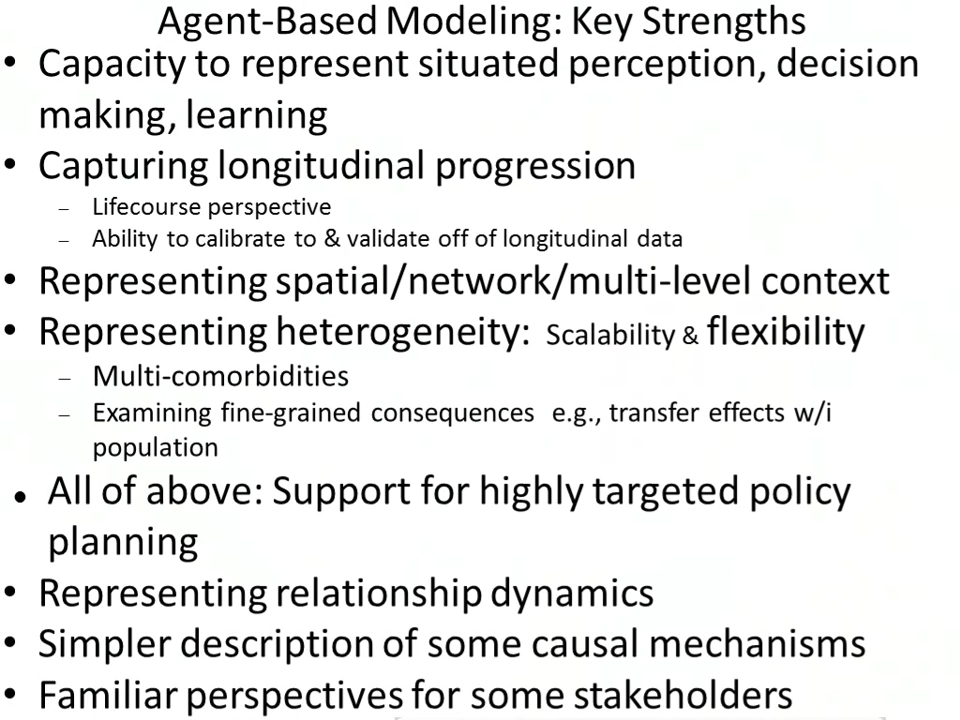 Agent-Based Modeling: Key Strengths
• Capacity to represent situated perception, decision
making, learning
• Capturing longitudinal progression
– Lifecourse perspective
– Ability to calibrate to & validate off of longitudinal data
• Representing spatial/network/multi-level context
• Representing heterogeneity: Scalability & flexibility
– Multi-comorbidities
– Examining fine-grained consequences e.g., transfer effects w/i
population
• All of above: Support for highly targeted policy
planning
• Representing relationship dynamics
• Simpler description of some causal mechanisms
• Familiar perspectives for some stakeholders